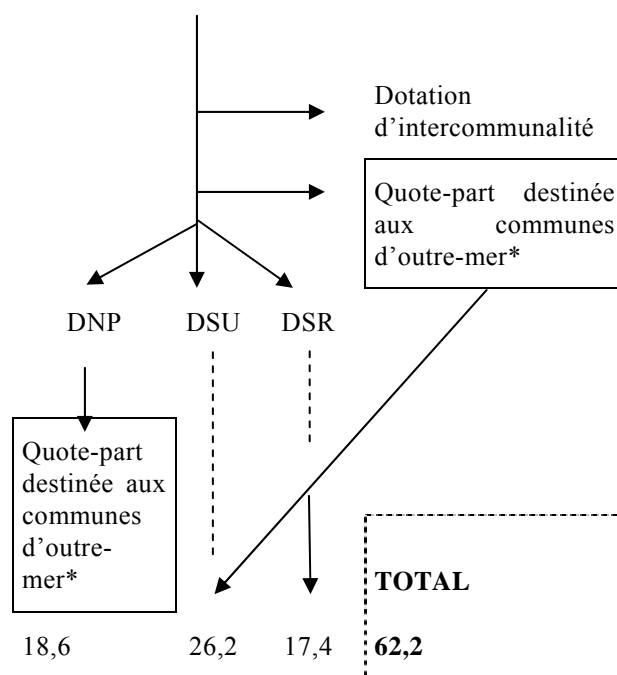 Dotation
d'intercommunalité
Quote-part destinée
aux communes
d'outre-mer*
DNP DSU DSR
Quote-part
destinée aux
communes
d'outre-
mer*
TOTAL
18,6 26,2 17,4 62,2